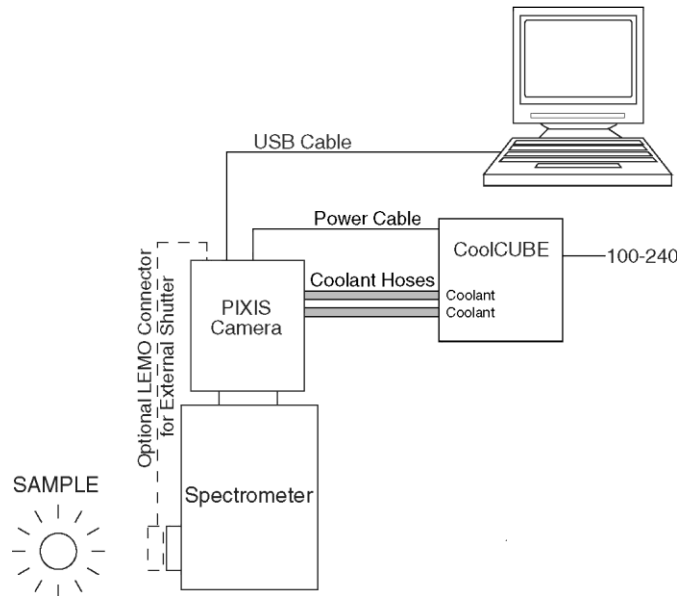 USB Cable
Power Cable
CoolCUBE
100-240
Coolant Hoses
Coolant
Coolant
PIXIS
Camera
Optional LEMO Connector
for External Shutter
Spectrometer
SAMPLE